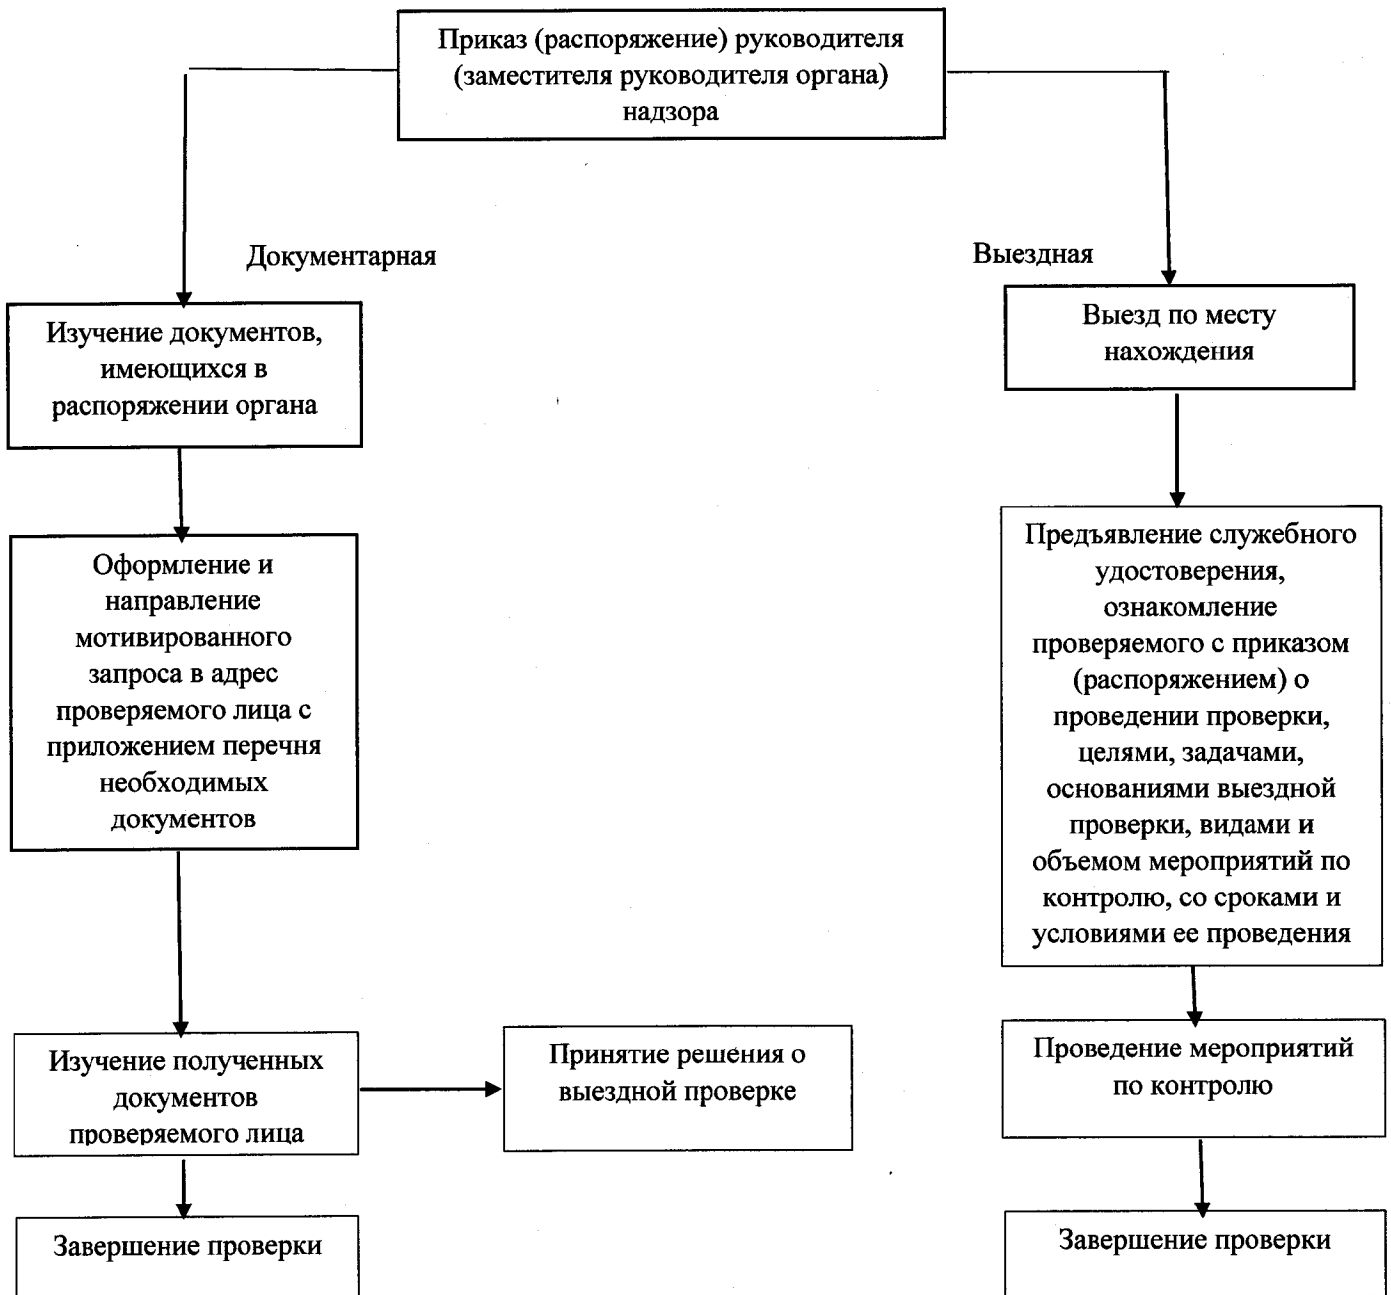 Приказ (распоряжение) руководителя
(заместителя руководителя органа)
надзора
Документарная
Выездная
Изучение документов,
имеющихся в
распоряжении органа
Выезд по месту
нахождения
Оформление и
направление
мотивированного
запроса в адрес
проверяемого лица с
приложением перечня
необходимых
документов
Предъявление служебного
удостоверения,
ознакомление
проверяемого с приказом
(распоряжением) о
проведении проверки,
целями, задачами,
основаниями выездной
проверки, видами и
объемом мероприятий по
контролю, со сроками и
условиями ее проведения
Изучение полученных
документов
проверяемого лица
Принятие решения о
выездной проверке
Проведение мероприятий
по контролю
Завершение проверки
Завершение проверки